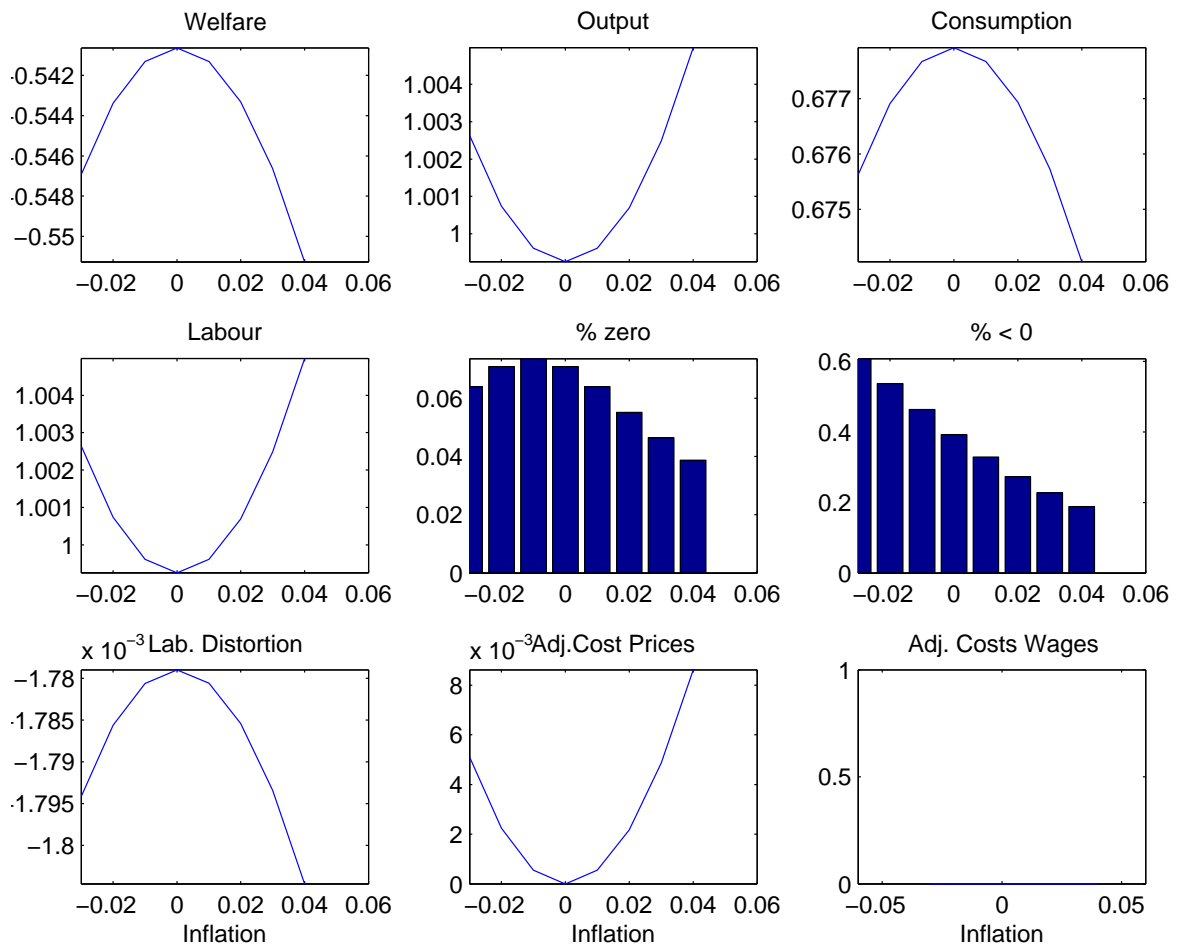 Welfare
-0.542
-0.544
-0.546
-0.548
−0.55
−0.02 0 0.02 0.04 0.06
Output
1.004
1.003
1.002
1.001
1
−0.02 0 0.02 0.04 0.06
Consumption
0.677
0.676
0.675
−0.02 0 0.02 0.04 0.06
Labour
1.004
1.003
1.002
1.001
1
−0.02 0 0.02 0.04 0.06
% zero
0.06
0.04
0.02
0
−0.02 0 0.02 0.04 0.06
% < 0
0.6
0.4
0.2
0
−0.02 0 0.02 0.04 0.06
x 10−3 Lab. Distortion
−1.78
-1.785
−1.79
-1.795
−1.8
−0.02 0 0.02 0.04 0.06
Inflation
x 10−3 Adj.Cost Prices
8
6
4
2
0
−0.02 0 0.02 0.04 0.06
Inflation
Adj. Costs Wages
1
0.5
0
−0.05 0 0.05
Inflation